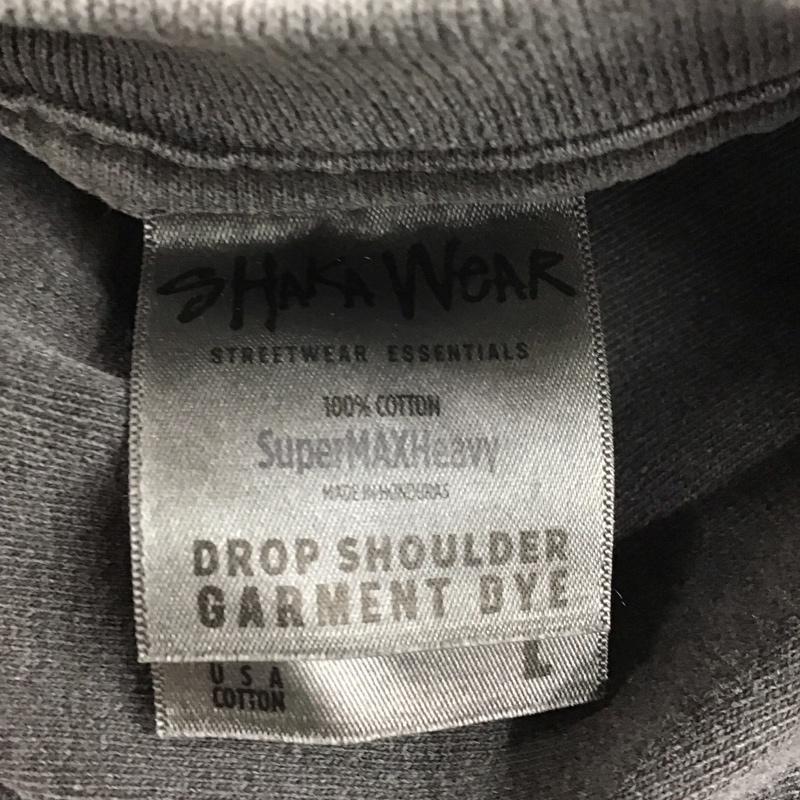 SHAKA WEAR
STREETWEAR ESSENTIALS
100% COTTON
SuperMAXHeavy
MADE IN HONDURAS
DROP SHOULDER
GARMENT DYE
L
USA
COTTON